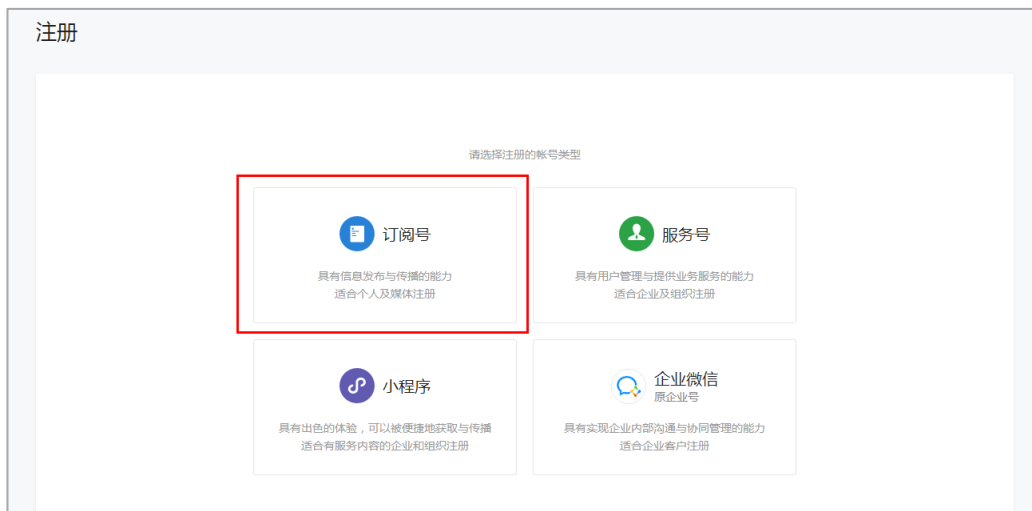 注册
请选择注册的帐号类型
订阅号
具有信息发布与传播的能力
适合个人及媒体注册
服务号
具有用户管理与提供业务服务的能力
适合企业及组织注册
小程序
具有出色的体验，可以被便捷地获取与传播
适合有服务内容的企业和组织注册
企业微信
原企业号
具有实现企业内部沟通与协同管理的能力
适合企业客户注册